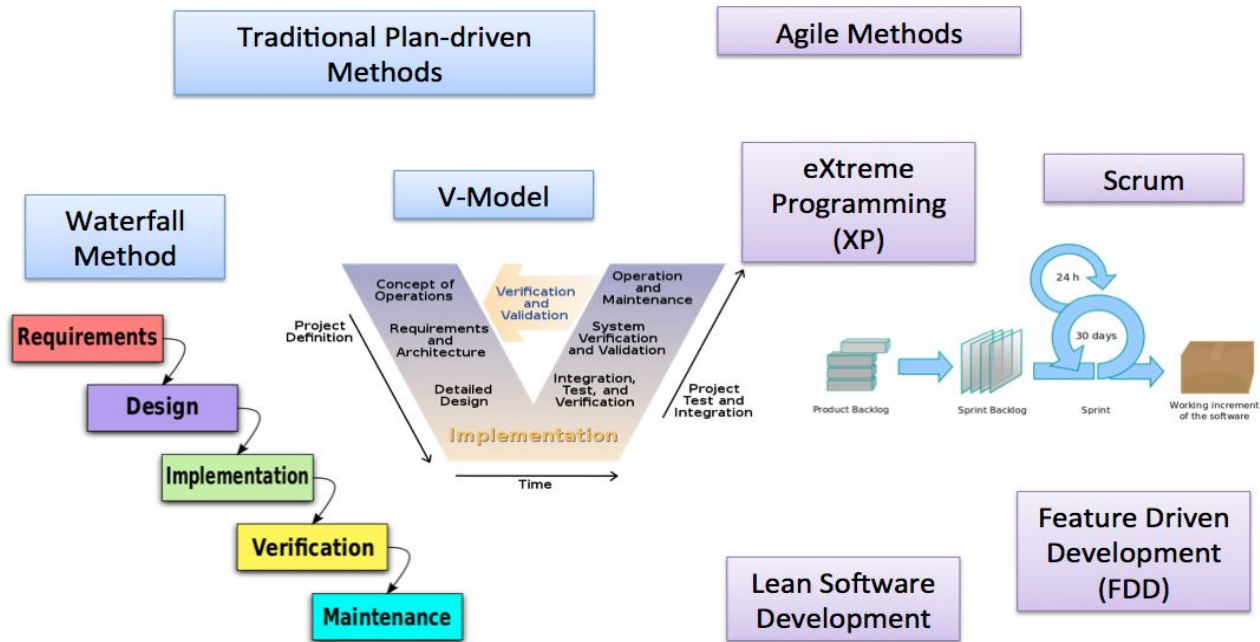 Traditional Plan-driven
Methods
Agile Methods
Waterfall
Method
V-Model
eXtreme
Programming
(XP)
Scrum
Requirements
Design
Implementation
Verification
Maintenance
Concept of
Operations
Requirements
and
Architecture
Detailed
Design
Implementation
Verification
and
Validation
Operation
and
Maintenance
System
Verification
and Validation
Integration,
Test, and
Verification
Project
Definition
Project
Test and
Integration
Time
24 h
30 days
Product Backlog
Sprint Backlog
Sprint
Working increment
of the software
Lean Software
Development
Feature Driven
Development
(FDD)